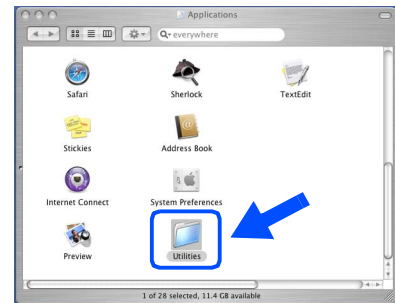 Applications
Q- everywhere
Safari
Sherlock
TextEdit
Stickies
Address Book
Internet Connect
System Preferences
Preview
Utilities
1 of 28 selected, 11.4 GB available